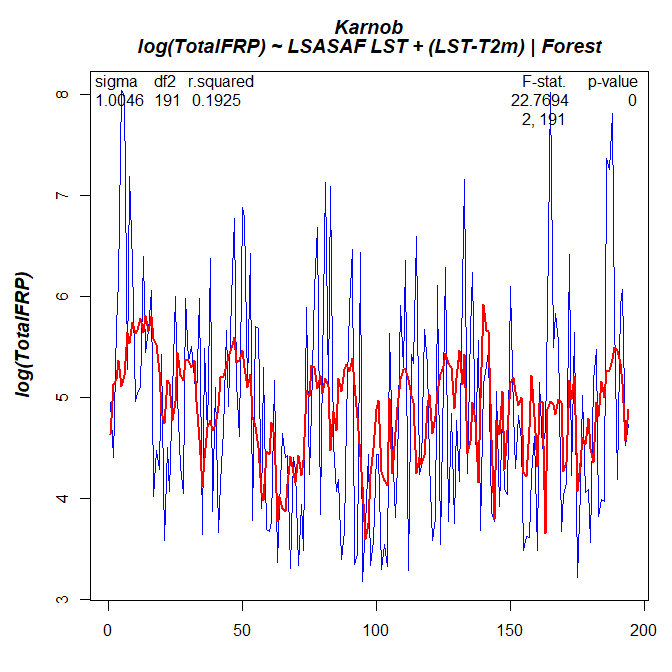 Karnob
log(TotalFRP) ~ LSASAF LST + (LST-T2m) | Forest
sigma df2 r.squared F-stat. p-value
1.0046 191 0.1925 22.7694 0
2, 191
log(TotalFRP)
8
7
6
5
4
3
0 50 100 150 200